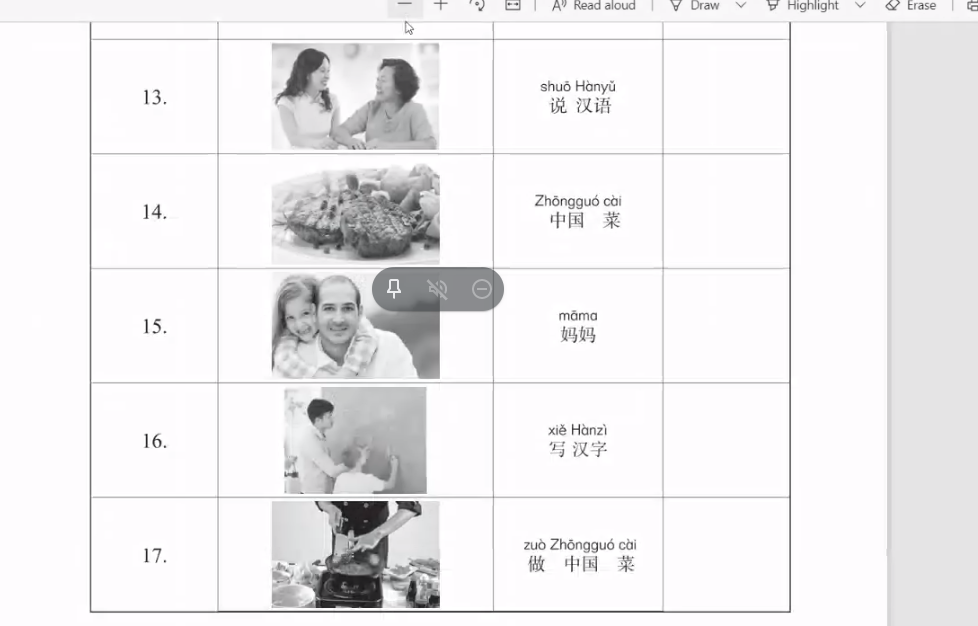 Read aloud
Draw
Highlight
Erase
13.
shuō Hànyǔ
说 汉语
14.
Zhōngguó cài
中国 菜
15.
māma
妈妈
16.
xiě Hànzì
写 汉字
17.
zuò Zhōngguó cài
做 中国 菜